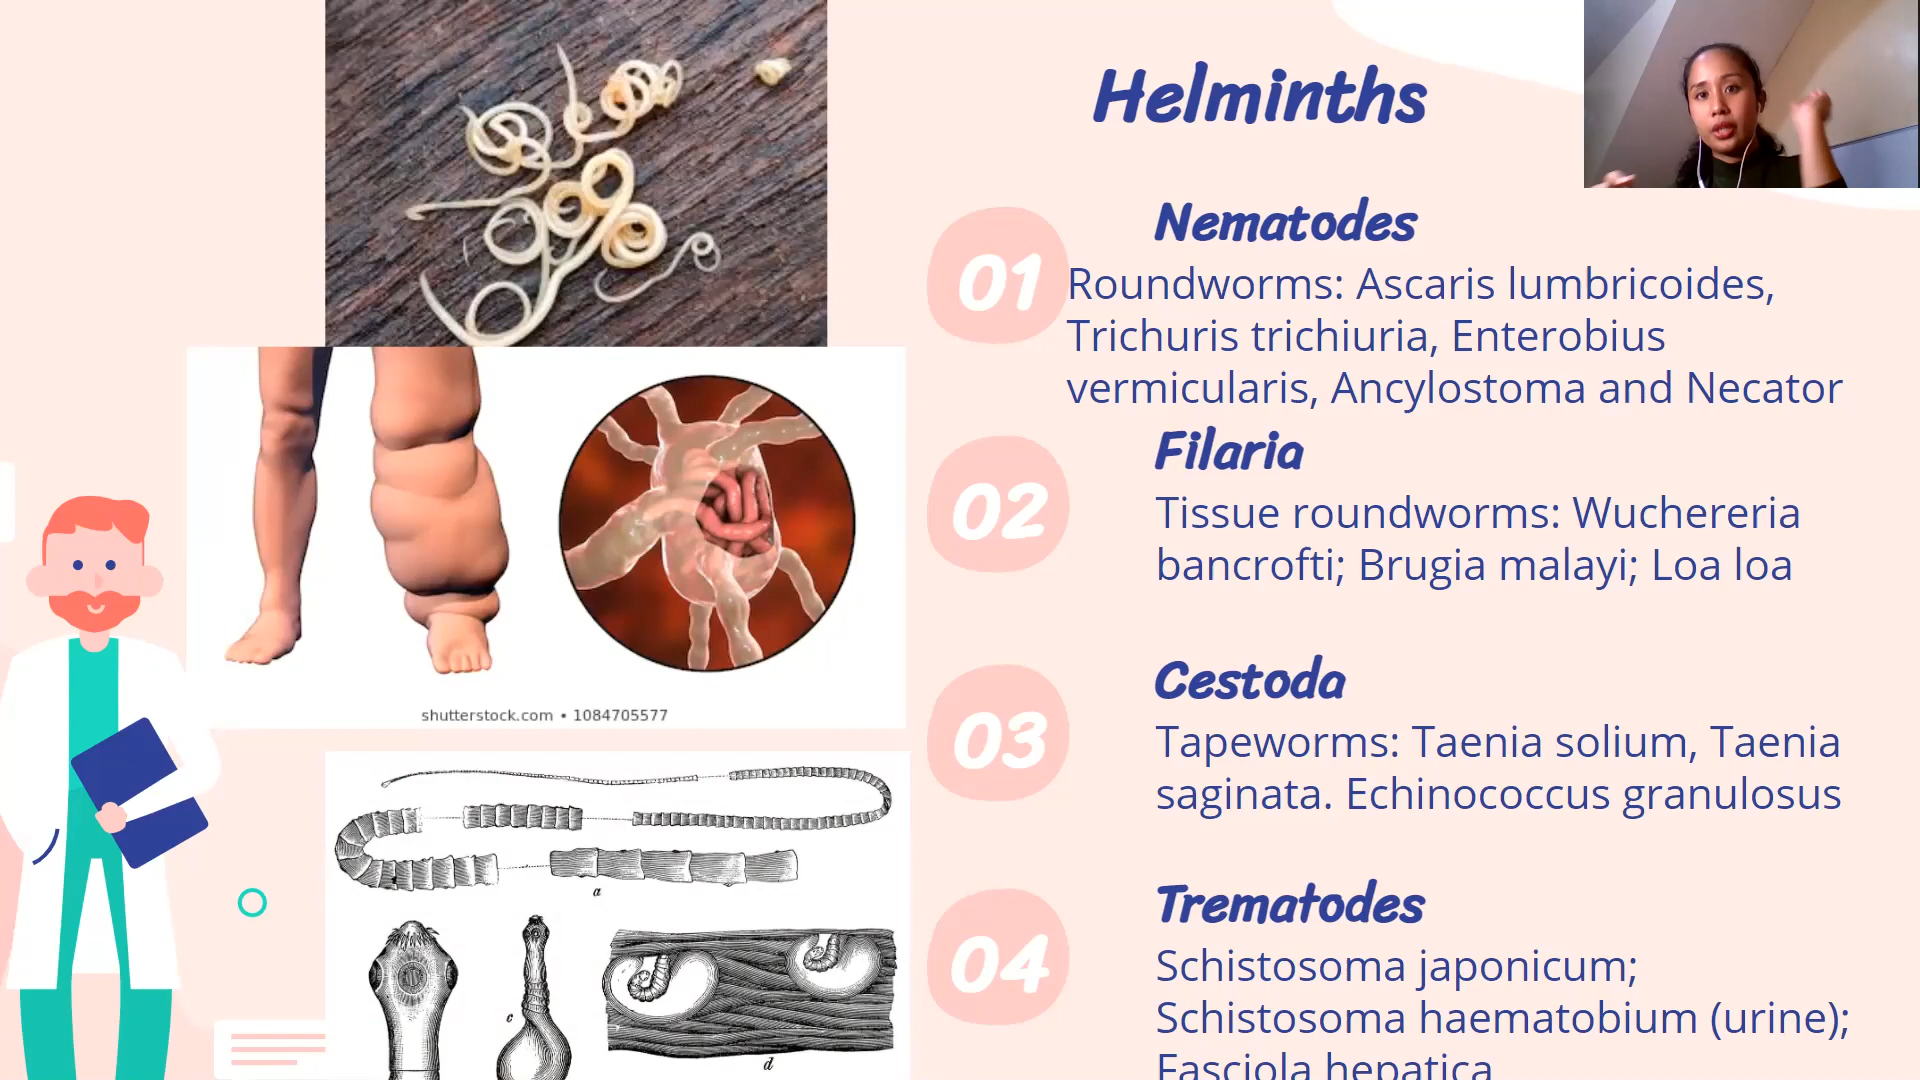 Helminths
01
Nematodes
Roundworms: Ascaris lumbricoides,
Trichuris trichiuria, Enterobius
vermicularis, Ancylostoma and Necator
02
Filaria
Tissue roundworms: Wuchereria
bancrofti; Brugia malayi; Loa loa
shutterstock.com • 1084705577
03
Cestoda
Tapeworms: Taenia solium, Taenia
saginata. Echinococcus granulosus
a
04
Trematodes
Schistosoma japonicum;
Schistosoma haematobium (urine);
Fasciola hepatica
c
d